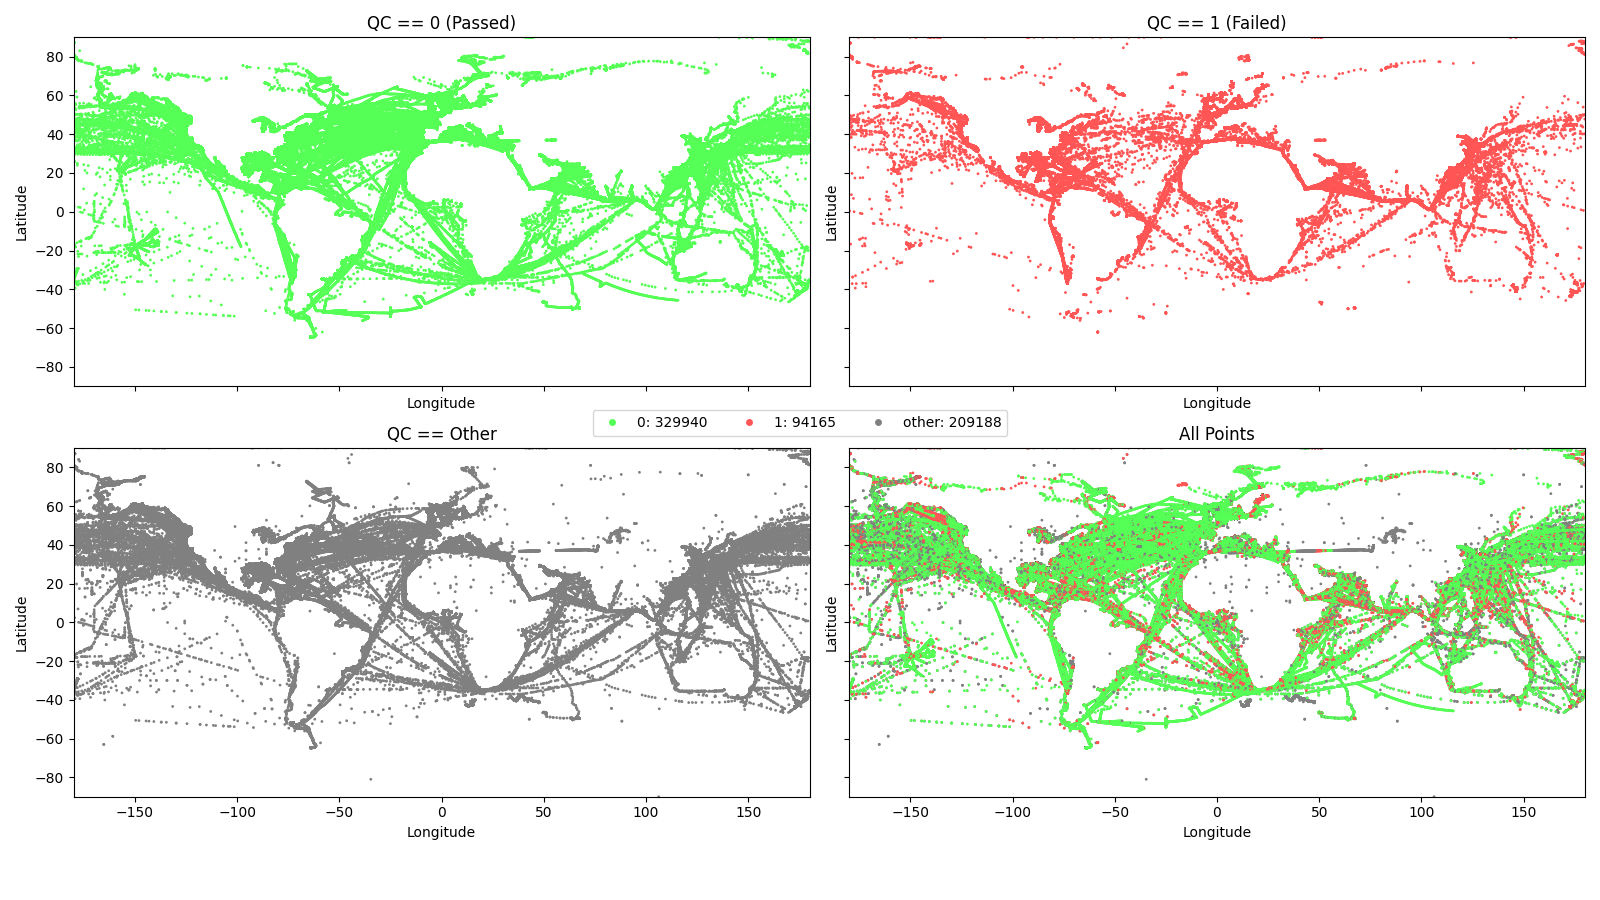 QC == 0 (Passed)
QC == 1 (Failed)
80
60
40
20
0
−20
−40
−60
−80
Latitude
Latitude
Longitude
Longitude
0: 329940
1: 94165
other: 209188
QC == Other
All Points
80
60
40
20
0
−20
−40
−60
−80
Latitude
Latitude
−150
−100
−50
0
50
100
150
−150
−100
−50
0
50
100
150
Longitude
Longitude